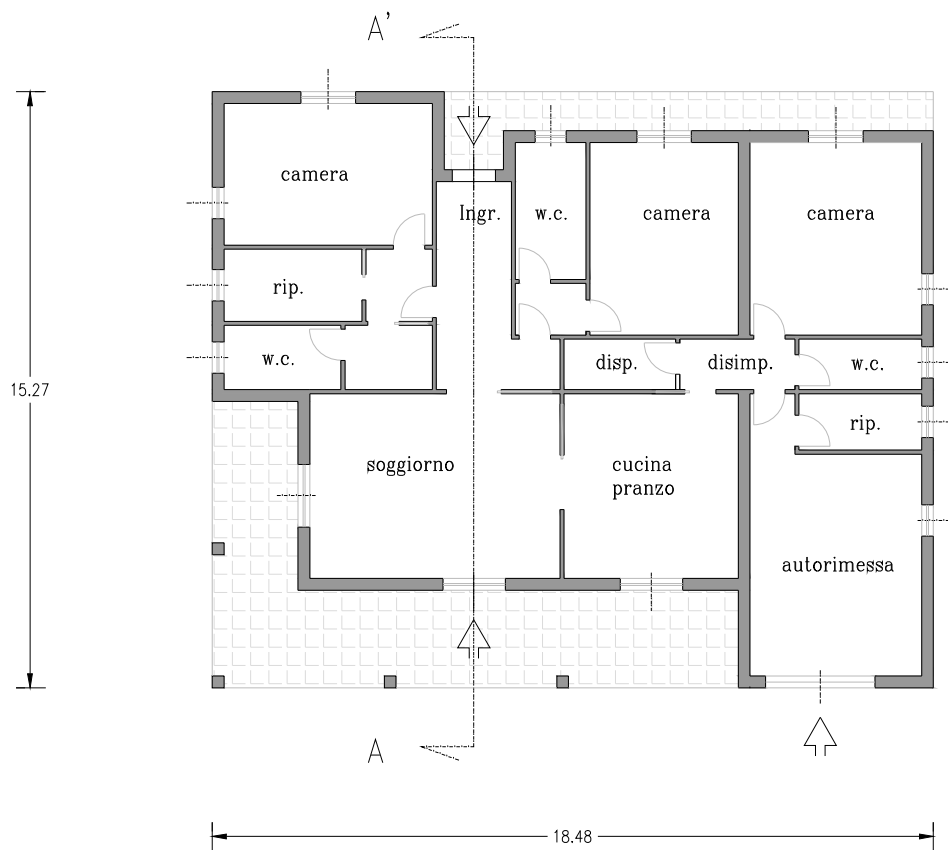 A'
camera
Ingr.
w.c.
camera
camera
rip.
w.c.
disp.
disimp.
w.c.
15.27
rip.
soggiorno
cucina
pranzo
autorimessa
A
18.48